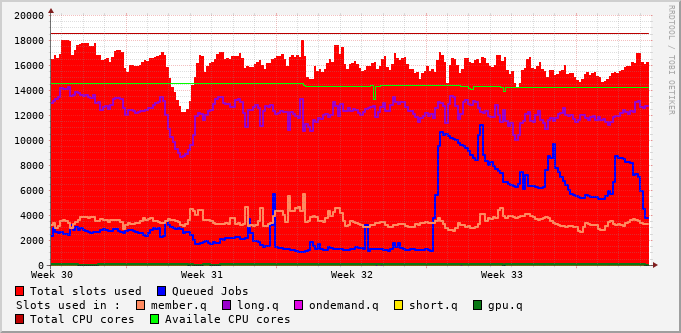 20000
18000
16000
14000
12000
10000
8000
6000
4000
2000
0
Week 30 Week 31 Week 32 Week 33
Total slots used Queued Jobs
Slots used in : member.q long.q ondemand.q short.q gpu.q
Total CPU cores Availale CPU cores
RRDTOOL / TOBI OETIKER